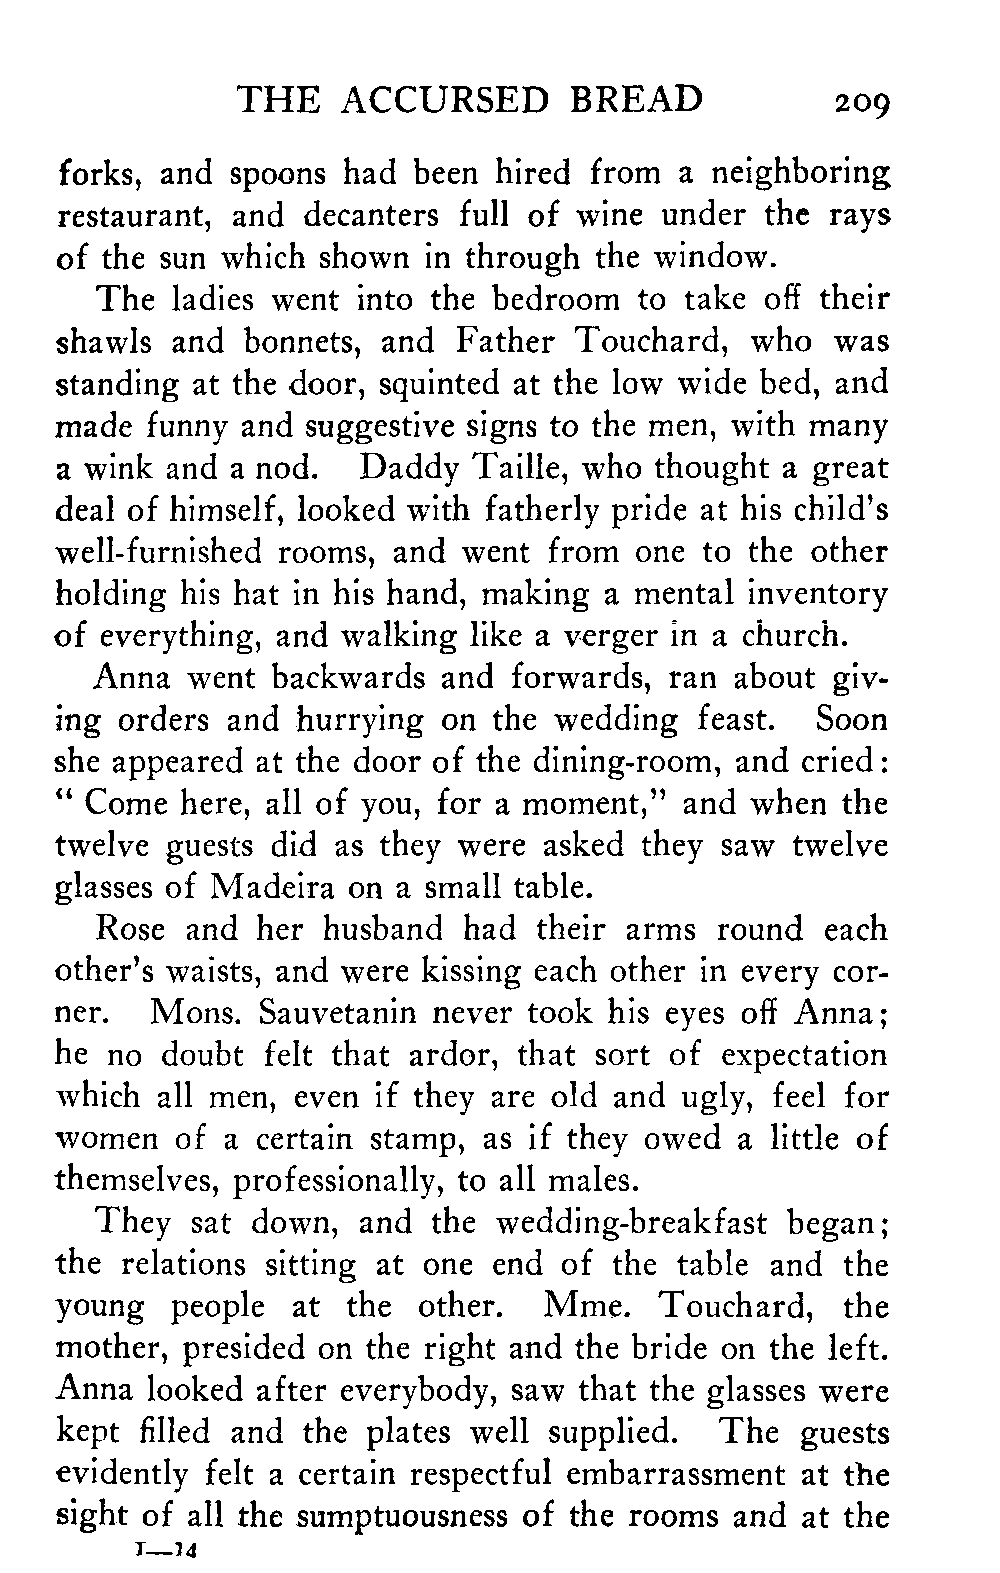 THE ACCURSED BREAD 209
forks, and spoons had been hired from a neighboring
restaurant, and decanters full of wine under the rays
of the sun which shown in through the window.
The ladies went into the bedroom to take off their
shawls and bonnets, and Father Touchard, who was
standing at the door, squinted at the low wide bed, and
made funny and suggestive signs to the men, with many
a wink and a nod. Daddy Taille, who thought a great
deal of himself, looked with fatherly pride at his child's
well-furnished rooms, and went from one to the other
holding his hat in his hand, making a mental inventory
of everything, and walking like a verger in a church.
Anna went backwards and forwards, ran about giv-
ing orders and hurrying on the wedding feast. Soon
she appeared at the door of the dining-room, and cried:
" Come here, all of you, for a moment," and when the
twelve guests did as they were asked they saw twelve
glasses of Madeira on a small table.
Rose and her husband had their arms round each
other's waists, and were kissing each other in every cor-
ner. Mons. Sauvetanin never took his eyes off Anna;
he no doubt felt that ardor, that sort of expectation
which all men, even if they are old and ugly, feel for
women of a certain stamp, as if they owed a little of
themselves, professionally, to all males.
They sat down, and the wedding-breakfast began;
the relations sitting at one end of the table and the
young people at the other. Mme. Touchard, the
mother, presided on the right and the bride on the left.
Anna looked after everybody, saw that the glasses were
kept filled and the plates well supplied. The guests
evidently felt a certain respectful embarrassment at the
sight of all the sumptuousness of the rooms and at the
I—14